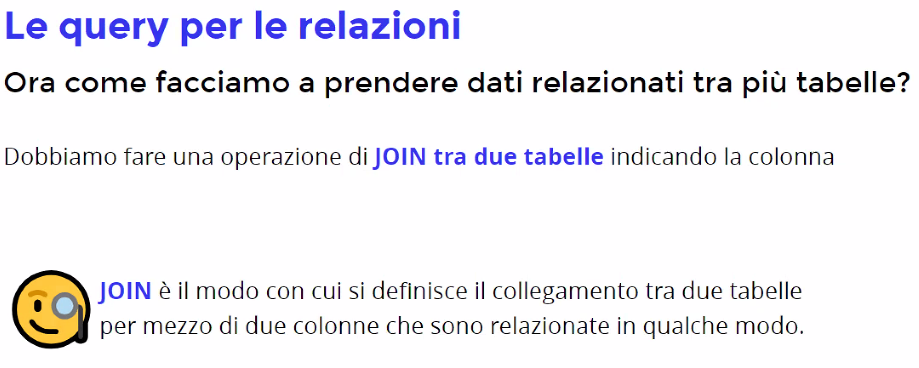 Le query per le relazioni
Ora come facciamo a prendere dati relazionati tra più tabelle?
Dobbiamo fare una operazione di JOIN tra due tabelle indicando la colonna
JOIN è il modo con cui si definisce il collegamento tra due tabelle
per mezzo di due colonne che sono relazionate in qualche modo.